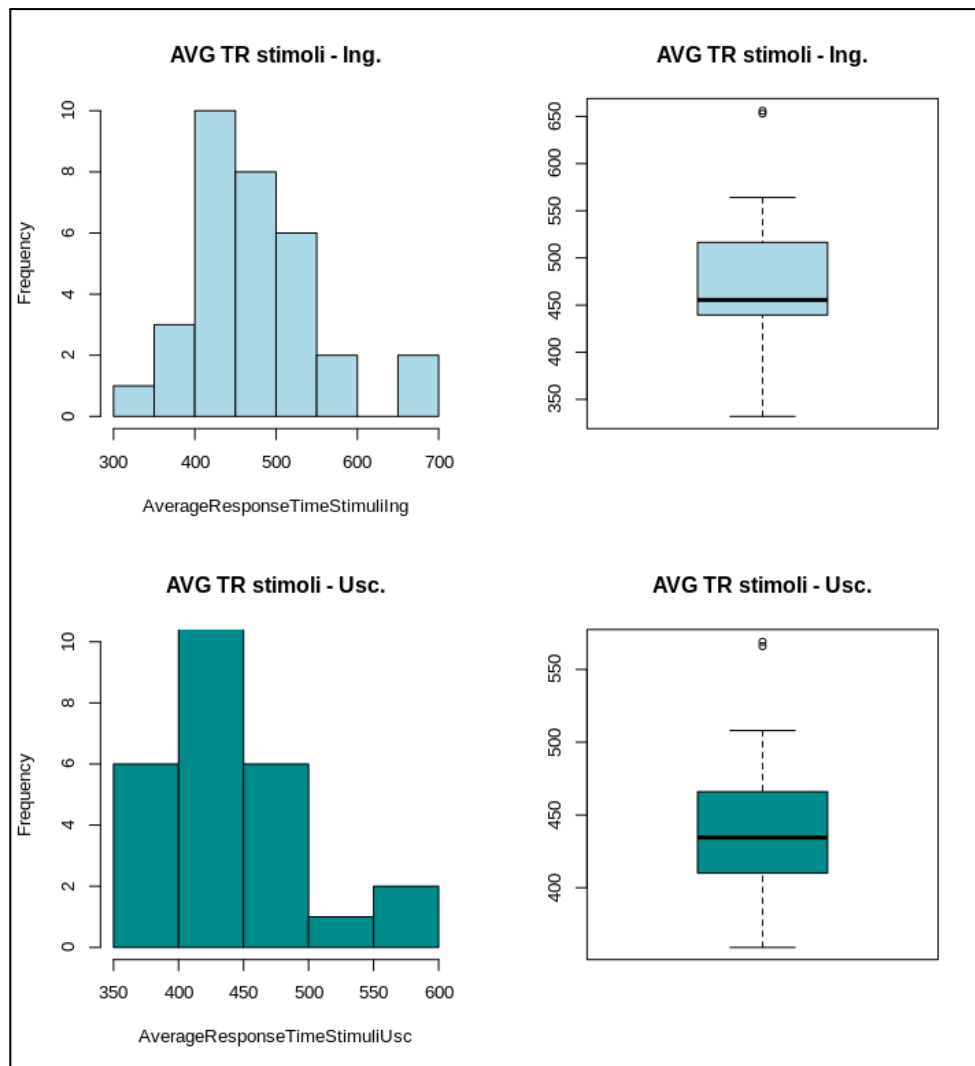 AVG TR stimoli - Ing.
Frequency
0 2 4 6 8 10
300 400 500 600 700
AverageResponseTimeStimuliIng
AVG TR stimoli - Ing.
350 400 450 500 550 600 650
AVG TR stimoli - Usc.
Frequency
0 2 4 6 8 10
350 400 450 500 550 600
AverageResponseTimeStimuliUsc
AVG TR stimoli - Usc.
400 450 500 550